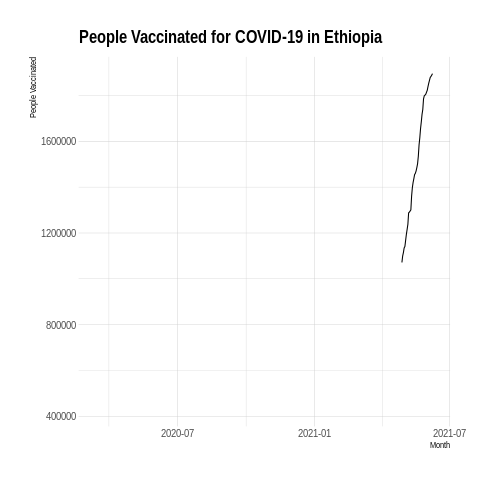 People Vaccinated for COVID-19 in Ethiopia
People Vaccinated
1600000
1200000
800000
400000
2020-07 2021-01 2021-07
Month